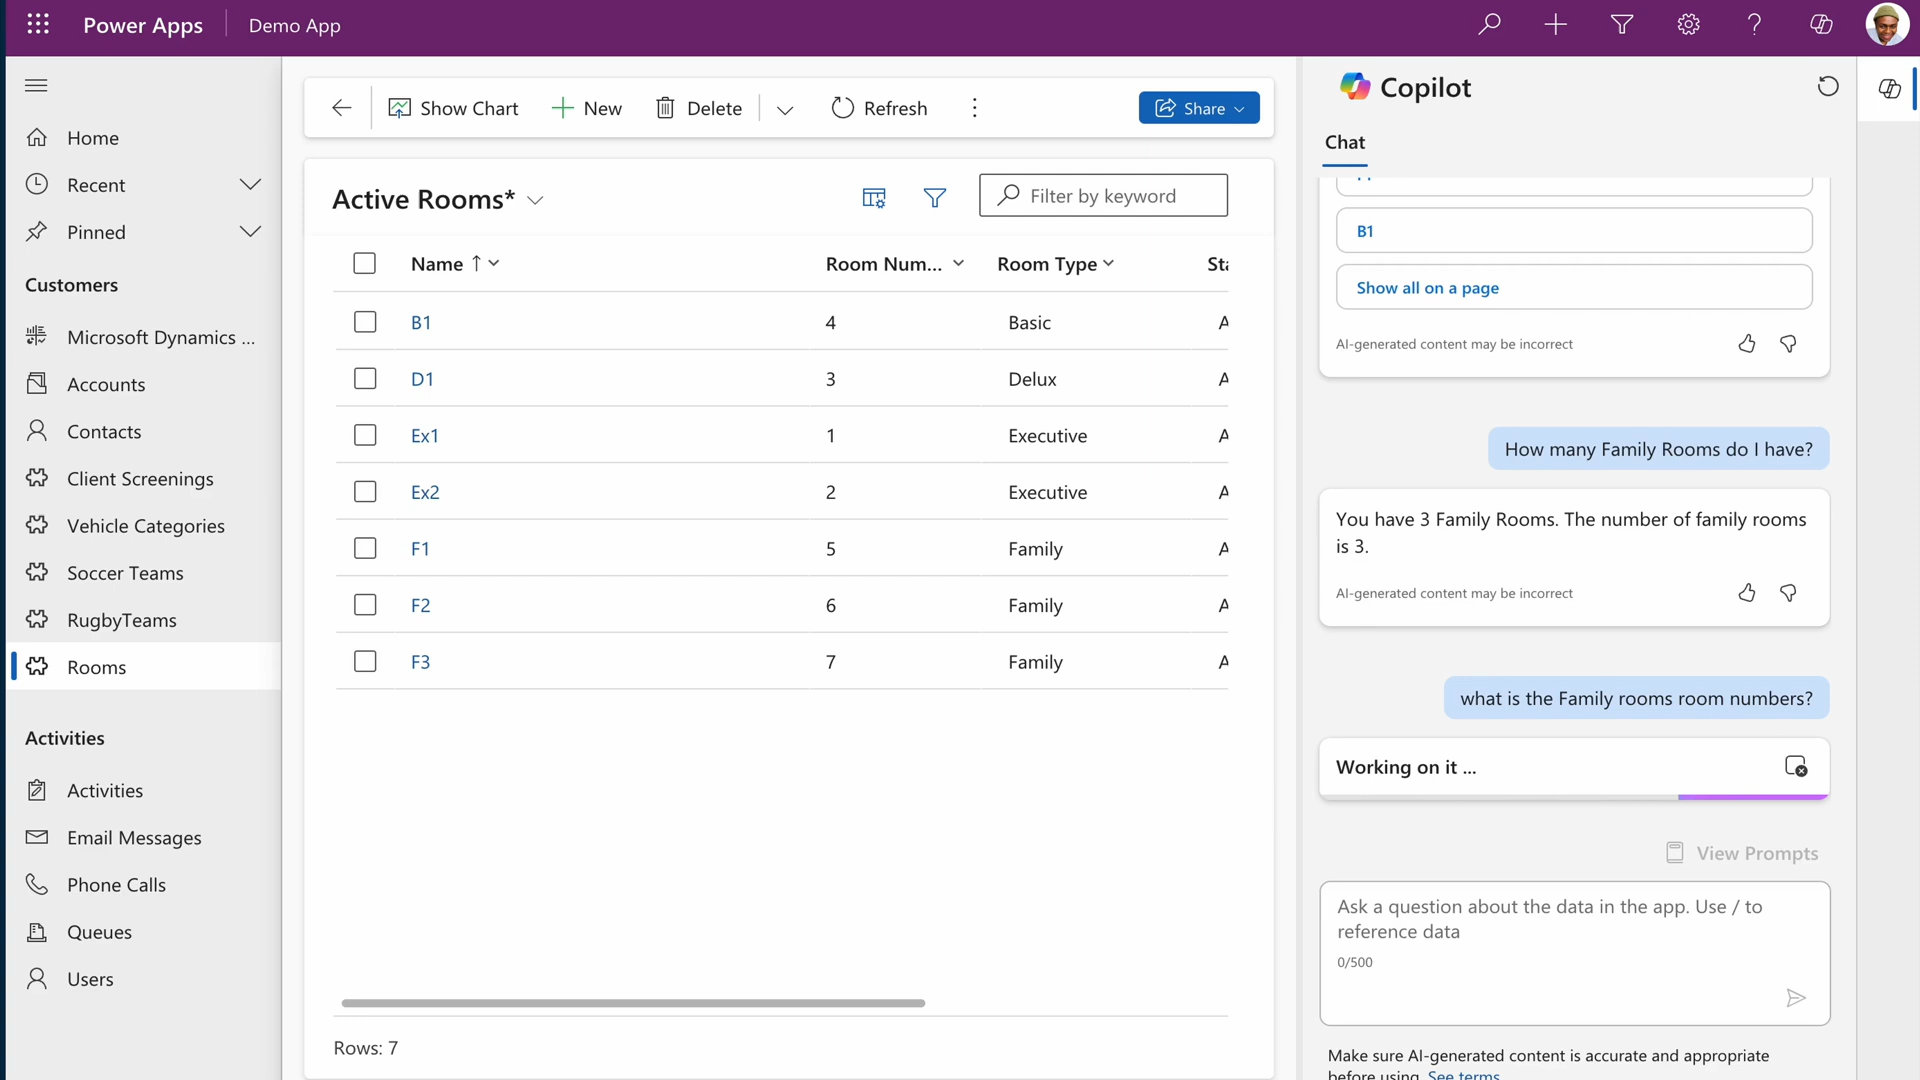 Power Apps
Demo App
Home
Recent
Pinned
Customers
Microsoft Dynamics ...
Accounts
Contacts
Client Screenings
Vehicle Categories
Soccer Teams
RugbyTeams
Rooms
Activities
Activities
Email Messages
Phone Calls
Queues
Users
Show Chart
New
Delete
Refresh
Share
Active Rooms*
Filter by keyword
Name ↑ Room Num... Room Type Sta
B1 4 Basic A
D1 3 Delux A
Ex1 1 Executive A
Ex2 2 Executive A
F1 5 Family A
F2 6 Family A
F3 7 Family A
Rows: 7
Copilot
Chat
B1
Show all on a page
AI-generated content may be incorrect
How many Family Rooms do I have?
You have 3 Family Rooms. The number of family rooms
is 3.
AI-generated content may be incorrect
what is the Family rooms room numbers?
Working on it ...
View Prompts
Ask a question about the data in the app. Use / to
reference data
0/500
Make sure AI-generated content is accurate and appropriate
before using. See terms